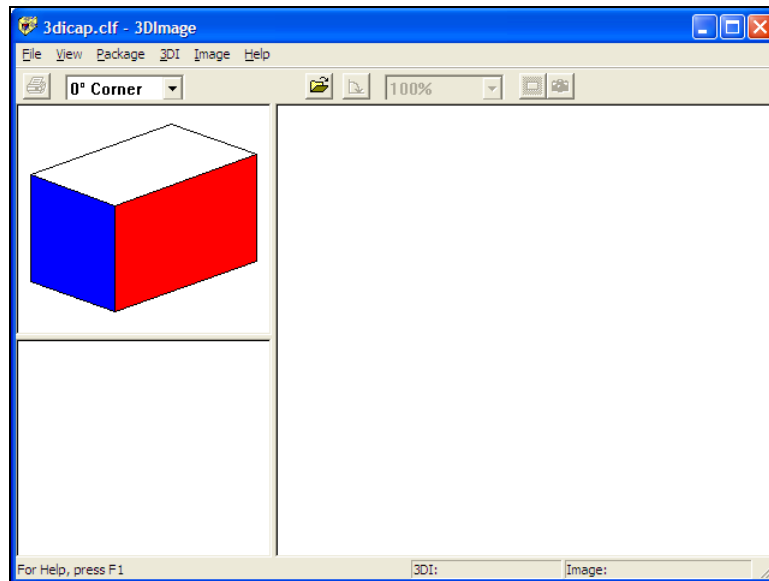 3dicap.clf - 3DImage
File View Package 3DI Image Help
0° Corner 100%
For Help, press F1 3DI: Image: